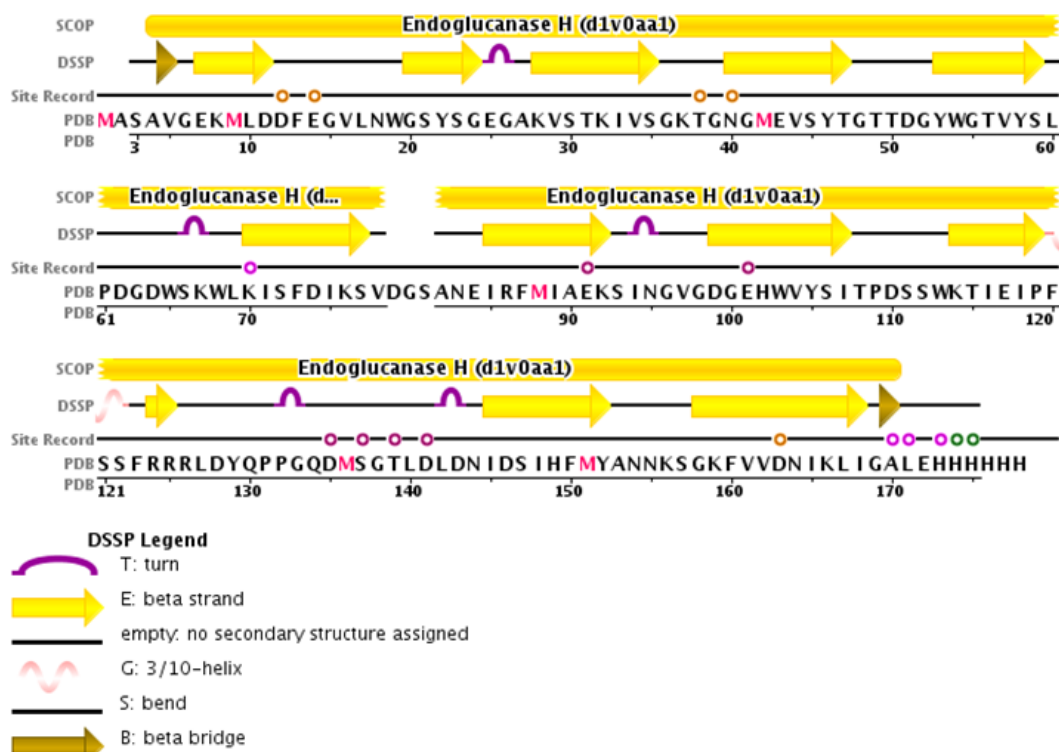 SCOP Endoglucanase H (d1v0aa1)
DSSP
Site Record
PDB MASAVGEKMLDDFEGVLNWGSYSGEGAKVSTKIVSGKTGNGMEVSYTGTTDGYWGTVYSL
PDB 3 10 20 30 40 50 60
SCOP Endoglucanase H (d... Endoglucanase H (d1v0aa1)
DSSP
Site Record
PDB PDGDWSKWLKISFDIKSVDGSANEIRFMIAEKSINGVGDGEHWVYSITPDSSWKTIEIPF
PDB 61 70 90 100 110 120
SCOP Endoglucanase H (d1v0aa1)
DSSP
Site Record
PDB SSFRRRLDYQPPGQDMSGTLDLDNIDSIHFMYANNKSGKFVVDNIKLIGALEHHHHHH
PDB 121 130 140 150 160 170
DSSP Legend
T: turn
E: beta strand
empty: no secondary structure assigned
G: 3/10-helix
S: bend
B: beta bridge